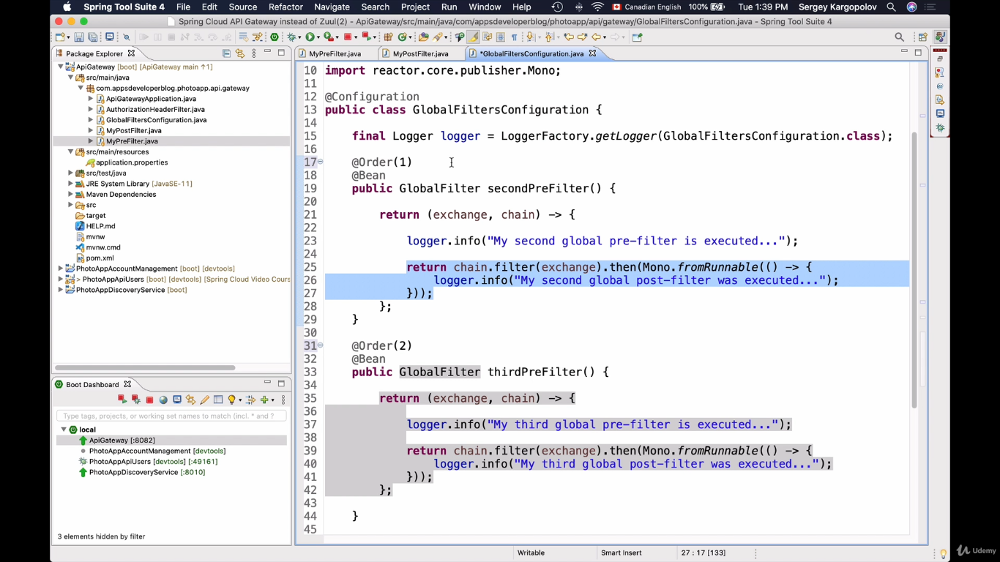 Spring Tool Suite 4 File Edit Source Refactor Navigate Search Project Run Window Help Canadian English 100% Tue 1:39 PM Sergey Kargopolov
Spring Cloud API Gateway instead of Zuul(2) - ApiGateway/src/main/java/com/appsdeveloperblog/photoapp/api/gateway/GlobalFiltersConfiguration.java - Spring Tool Suite 4
Package Explorer
ApiGateway [boot] [ApiGateway main ↑1]
src/main/java
com.appsdeveloperblog.photoapp.api.gateway
ApiGatewayApplication.java
AuthorizationHeaderFilter.java
GlobalFiltersConfiguration.java
MyPostFilter.java
MyPreFilter.java
src/main/resources
application.properties
src/test/java
JRE System Library [JavaSE-11]
Maven Dependencies
src
target
HELP.md
mvnw
mvnw.cmd
pom.xml
PhotoAppAccountManagement [boot] [devtools]
> PhotoAppApiUsers [boot] [devtools] [Spring Cloud Video Cours
PhotoAppDiscoveryService [boot]
Boot Dashboard
Type tags, projects, or working set names to match (incl. * and ?)
local
ApiGateway [:8082]
PhotoAppAccountManagement [devtools]
PhotoAppApiUsers [devtools] [:49161]
PhotoAppDiscoveryService [:8010]
3 elements hidden by filter
MyPreFilter.java MyPostFilter.java *GlobalFiltersConfiguration.java
10 import reactor.core.publisher.Mono;
11
12 @Configuration
13 public class GlobalFiltersConfiguration {
14
15 final Logger logger = LoggerFactory.getLogger(GlobalFiltersConfiguration.class);
16
17 @Order(1)
18 @Bean
19 public GlobalFilter secondPreFilter() {
20
21 return (exchange, chain) -> {
22
23 logger.info("My second global pre-filter is executed...");
24
25 return chain.filter(exchange).then(Mono.fromRunnable(() -> {
26 logger.info("My second global post-filter was executed...");
27 }));
28 };
29 }
30
31 @Order(2)
32 @Bean
33 public GlobalFilter thirdPreFilter() {
34
35 return (exchange, chain) -> {
36
37 logger.info("My third global pre-filter is executed...");
38
39 return chain.filter(exchange).then(Mono.fromRunnable(() -> {
40 logger.info("My third global post-filter was executed...");
41 }));
42 };
43
44 }
45
Writable Smart Insert 27 : 17 [133]
Udemy